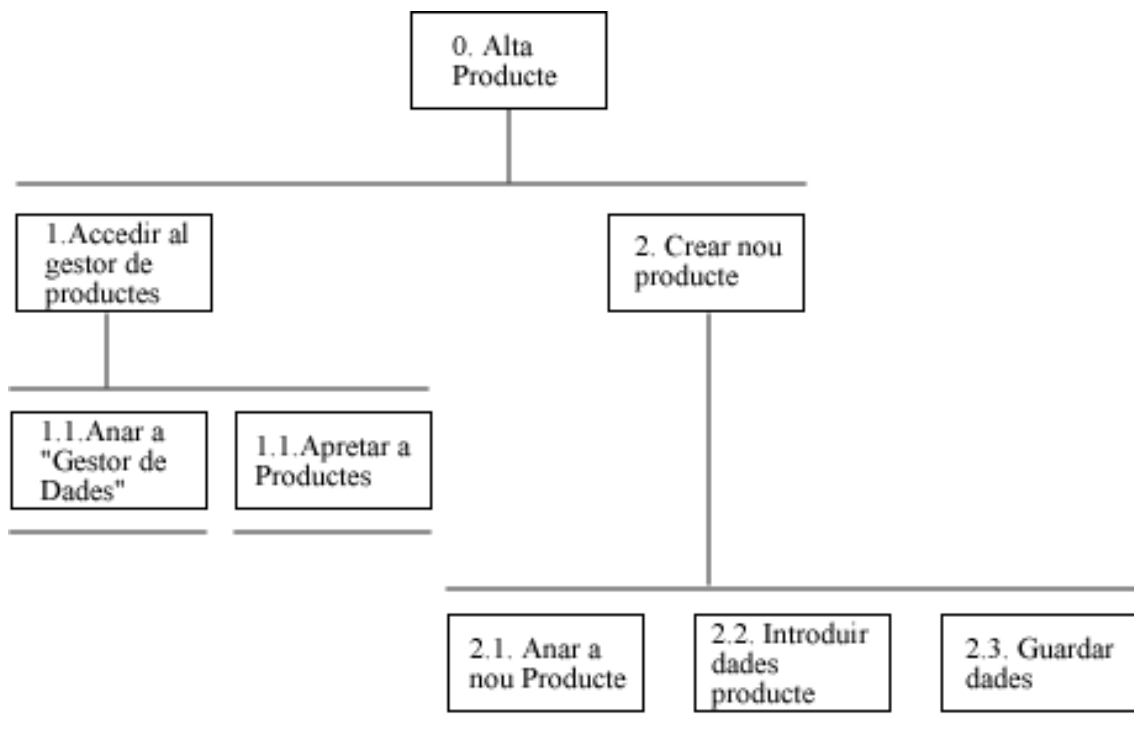 0. Alta
Producte
1.Accedir al
gestor de
productes
2. Crear nou
producte
1.1.Anar a
"Gestor de
Dades"
1.1.Apretar a
Productes
2.1. Anar a
nou Producte
2.2. Introduir
dades
producte
2.3. Guardar
dades